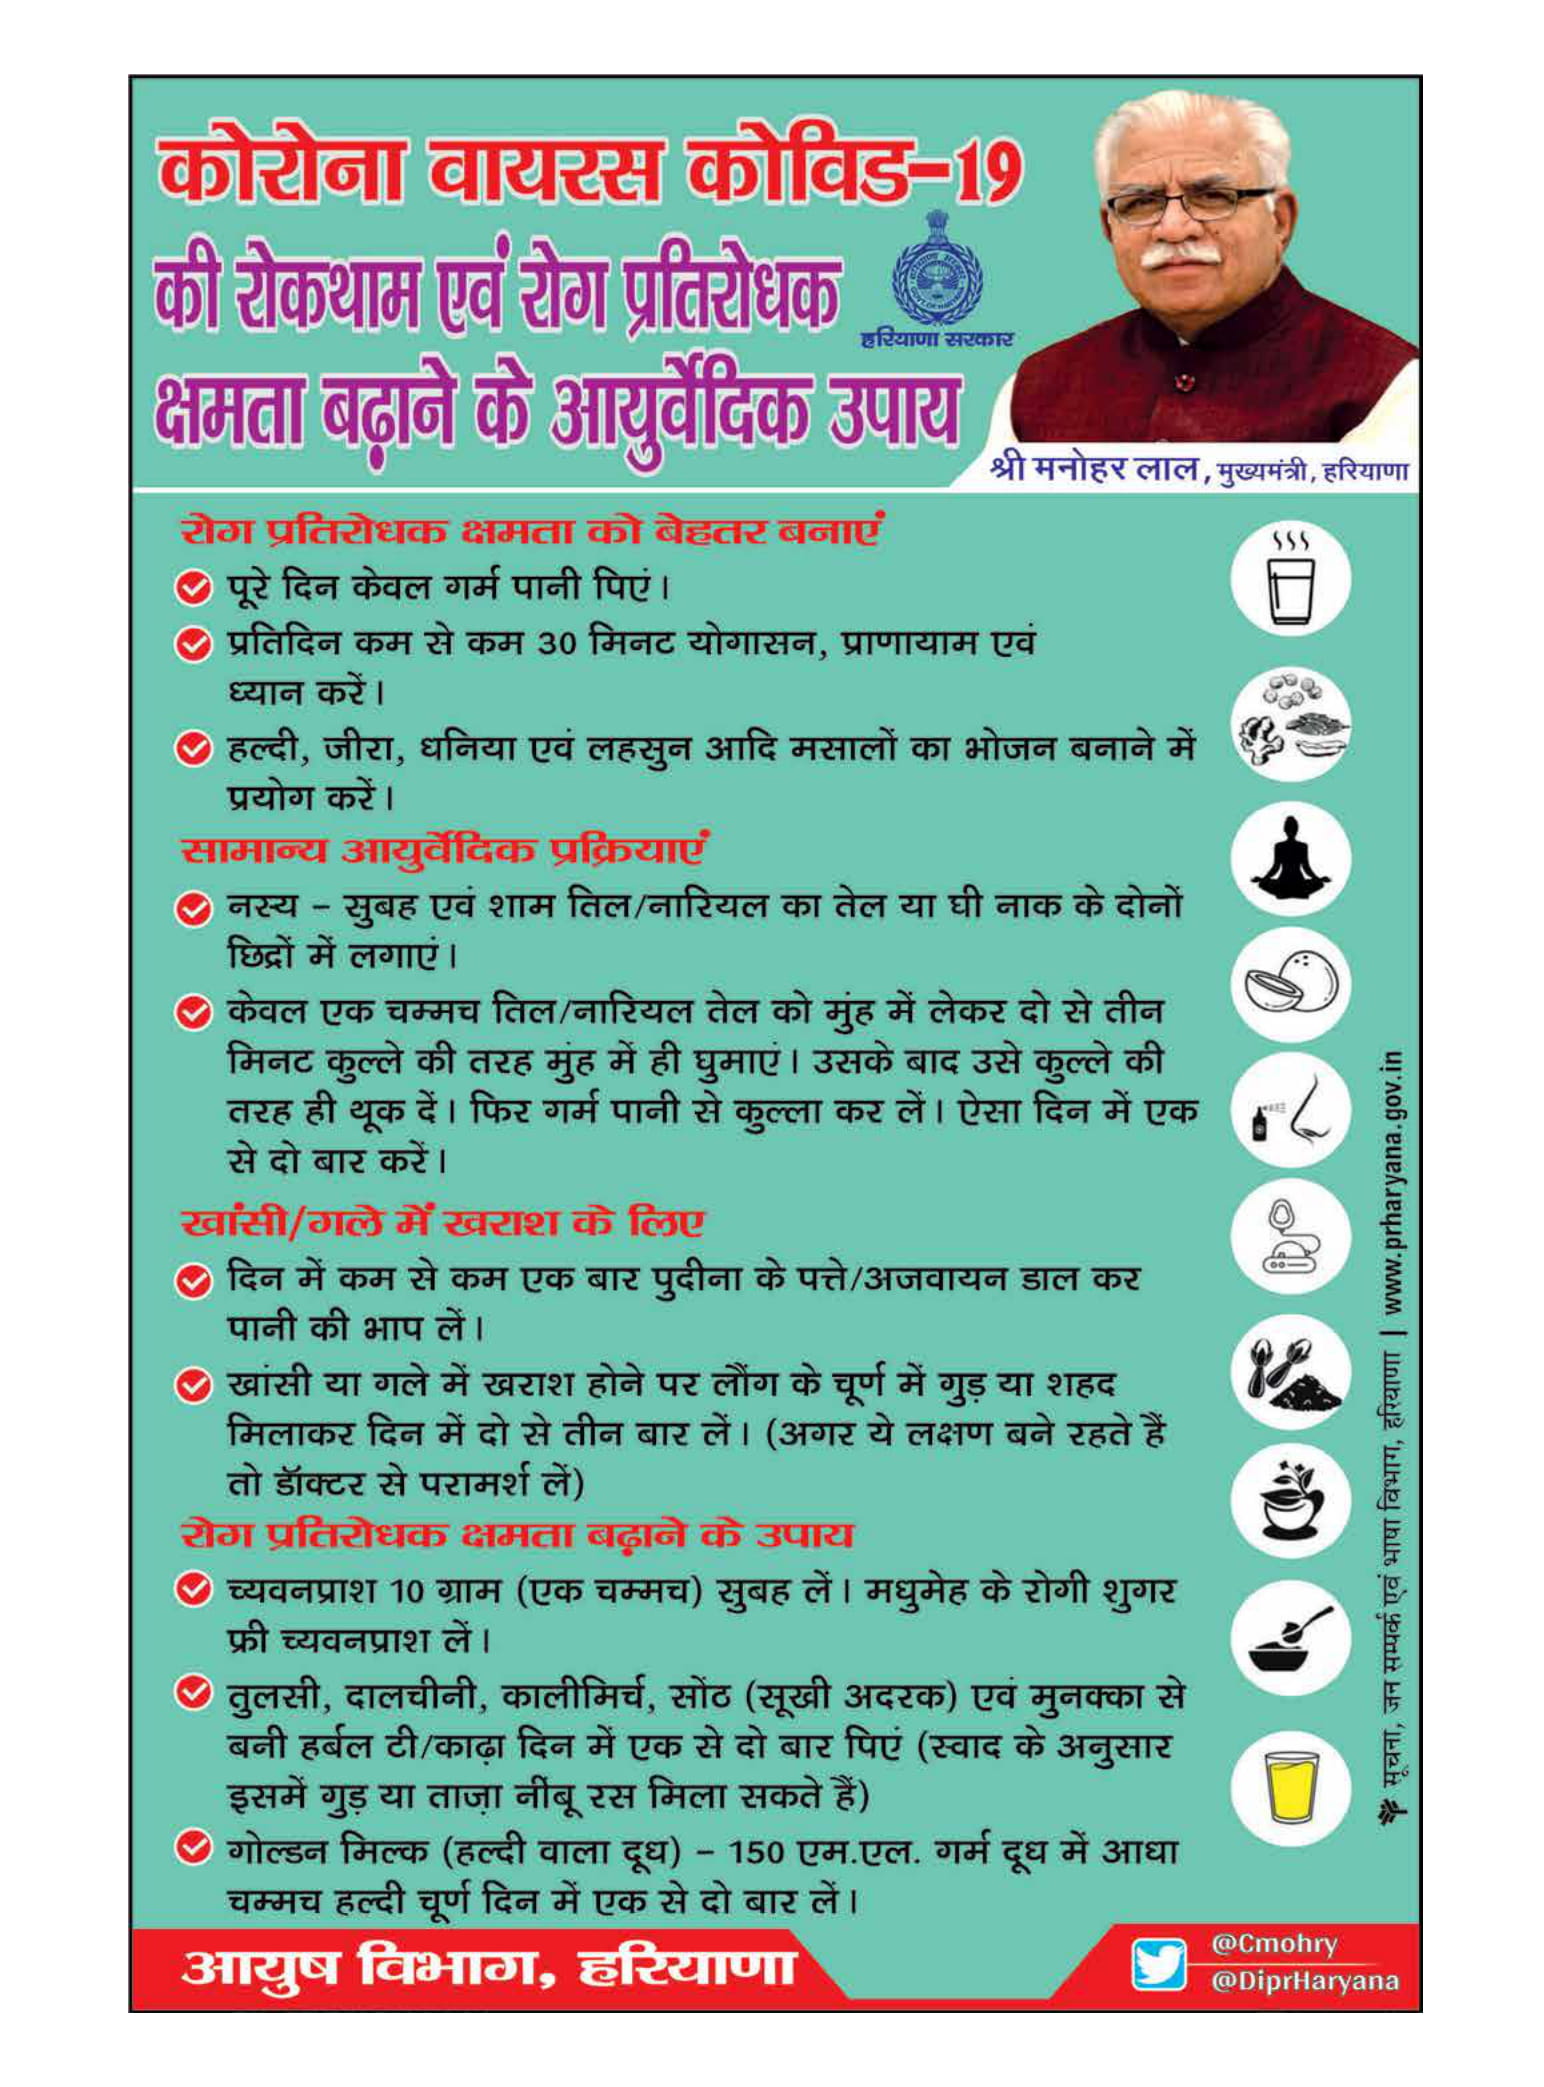 कोरोना वायरस कोविड-19
की रोकथाम एवं रोग प्रतिरोधक
क्षमता बढ़ाने के आयुर्वेदिक उपाय
हरियाणा सरकार
श्री मनोहर लाल, मुख्यमंत्री, हरियाणा
रोग प्रतिरोधक क्षमता को बेहतर बनाएं
पूरे दिन केवल गर्म पानी पिएं।
प्रतिदिन कम से कम 30 मिनट योगासन, प्राणायाम एवं
ध्यान करें।
हल्दी, जीरा, धनिया एवं लहसुन आदि मसालों का भोजन बनाने में
प्रयोग करें।
सामान्य आयुर्वेदिक प्रक्रियाएं
नस्य – सुबह एवं शाम तिल/नारियल का तेल या घी नाक के दोनों
छिद्रों में लगाएं।
केवल एक चम्मच तिल/नारियल तेल को मुंह में लेकर दो से तीन
मिनट कुल्ले की तरह मुंह में ही घुमाएं। उसके बाद उसे कुल्ले की
तरह ही थूक दें। फिर गर्म पानी से कुल्ला कर लें। ऐसा दिन में एक
से दो बार करें।
खांसी/गले में खराश के लिए
दिन में कम से कम एक बार पुदीना के पत्ते/अजवायन डाल कर
पानी की भाप लें।
खांसी या गले में खराश होने पर लौंग के चूर्ण में गुड़ या शहद
मिलाकर दिन में दो से तीन बार लें। (अगर ये लक्षण बने रहते हैं
तो डॉक्टर से परामर्श लें)
रोग प्रतिरोधक क्षमता बढ़ाने के उपाय
च्यवनप्राश 10 ग्राम (एक चम्मच) सुबह लें। मधुमेह के रोगी शुगर
फ्री च्यवनप्राश लें।
तुलसी, दालचीनी, कालीमिर्च, सोंठ (सूखी अदरक) एवं मुनक्का से
बनी हर्बल टी/काढ़ा दिन में एक से दो बार पिएं (स्वाद के अनुसार
इसमें गुड़ या ताज़ा नींबू रस मिला सकते हैं)
गोल्डन मिल्क (हल्दी वाला दूध) – 150 एम.एल. गर्म दूध में आधा
चम्मच हल्दी चूर्ण दिन में एक से दो बार लें।
सूचना, जन सम्पर्क एवं भाषा विभाग, हरियाणा | www.prharyana.gov.in
आयुष विभाग, हरियाणा
@Cmohry
@DiprHaryana